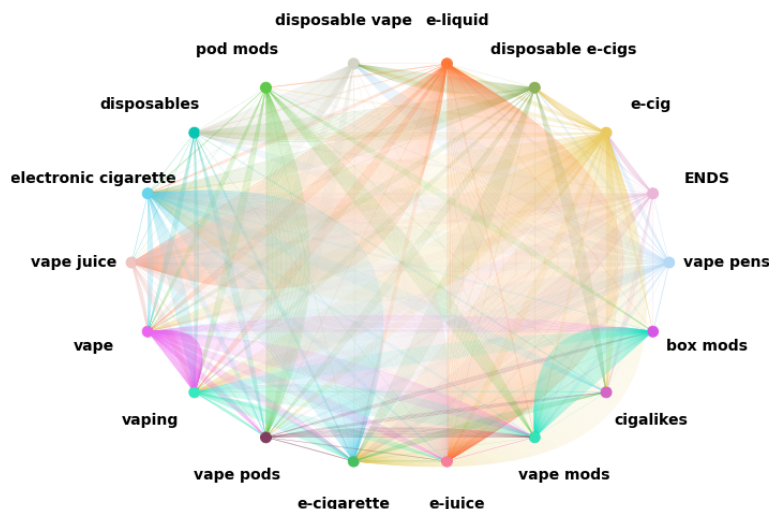 disposable vape e-liquid
pod mods disposable e-cigs
disposables e-cig
electronic cigarette ENDS
vape juice vape pens
vape box mods
vaping cigalikes
vape pods vape mods
e-cigarette e-juice